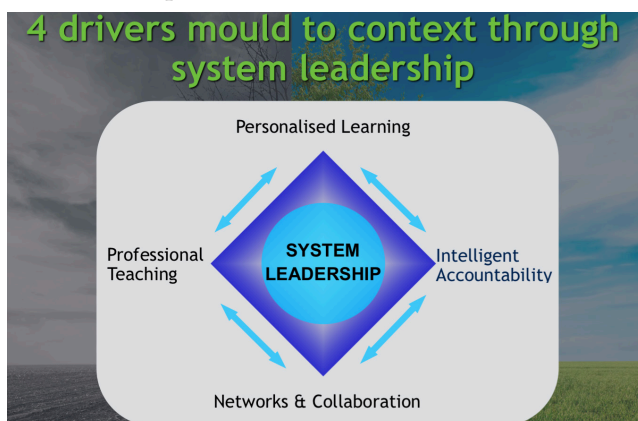 4 drivers mould to context through
system leadership
Personalised Learning
Professional
Teaching
SYSTEM
LEADERSHIP
Intelligent
Accountability
Networks & Collaboration